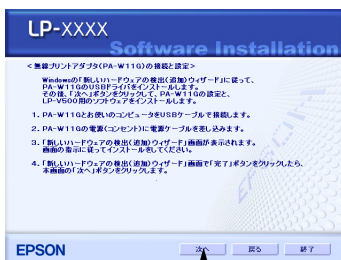 LP-XXXX
Software Installation
<無線プリントアダプタ(PA-W11G)の接続と設定>
Windowsの「新しいハードウェアの検出(追加)ウィザード」に従って、
PA-W11GのUSBドライバをインストールします。
その後、「次へ」ボタンをクリックして、PA-W11Gの設定と、
LP-V500用のソフトウェアをインストールします。
1. PA-W11Gとお使いのコンピュータをUSBケーブルで接続します。
2. PA-W11Gの電源(コンセント)に電源ケーブルを差し込みます。
3. 「新しいハードウェアの検出(追加)ウィザード」画面が表示されます。
画面の指示に従ってインストールをしてください。
4. 「新しいハードウェアの検出(追加)ウィザード」画面で「完了」ボタンをクリックしたら、
本画面の「次へ」ボタンをクリックします。
EPSON
次へ 戻る 終了